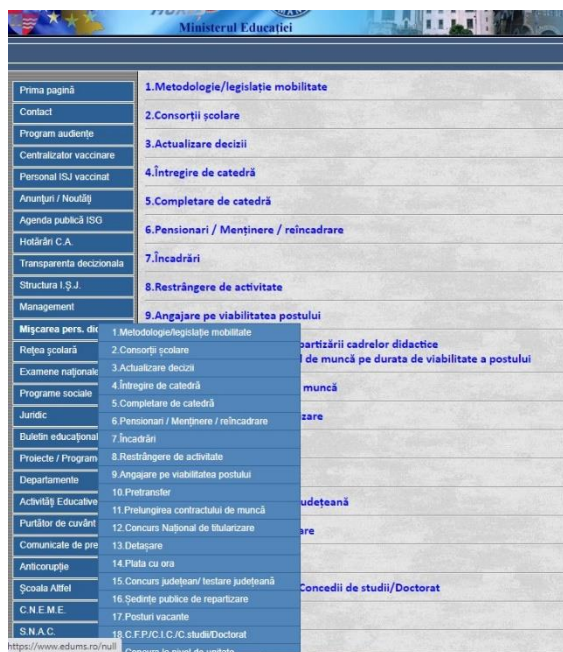 Ministerul Educației
Prima pagină
Contact
Program audiențe
Centralizator vaccinare
Personal ISJ vaccinat
Anunțuri / Noutăți
Agenda publică ISG
Hotărâri C.A.
Transparenta decizionala
Structura I.Ș.J.
Management
Mișcarea pers. did
Rețea școlară
Examene naționale
Programe sociale
Juridic
Buletin educațional
Proiecte / Program
Departamente
Activități Educative
Purtător de cuvânt
Comunicate de pre
Anticorupție
Școala Altfel
C.N.E.M.E.
S.N.A.C.
https://www.edums.ro/null
1.Metodologie/legislație mobilitate
2.Consorții școlare
3.Actualizare decizii
4.Întregire de catedră
5.Completare de catedră
6.Pensionari / Menținere / reîncadrare
7.Încadrări
8.Restrângere de activitate
9.Angajare pe viabilitatea postului
10.Pretransfer
11.Prelungirea contractului de muncă
12.Concurs Național de titularizare
13.Detașare
14.Plata cu ora
15.Concurs județean/ testare județeană
16.Ședințe publice de repartizare
17.Posturi vacante
18.C.F.P./C.I.C./C.studii/Doctorat
Concurs la nivel de unitate
1.Metodologie/legislație mobilitate
2.Consorții școlare
3.Actualizare decizii
4.Întregire de catedră
5.Completare de catedră
6.Pensionari / Menținere / reîncadrare
7.Încadrări
8.Restrângere de activitate
9.Angajare pe viabilitatea postului
partizării cadrelor didactice
l de muncă pe durata de viabilitate a postului
muncă
zare
udețeană
are
Concedii de studii/Doctorat